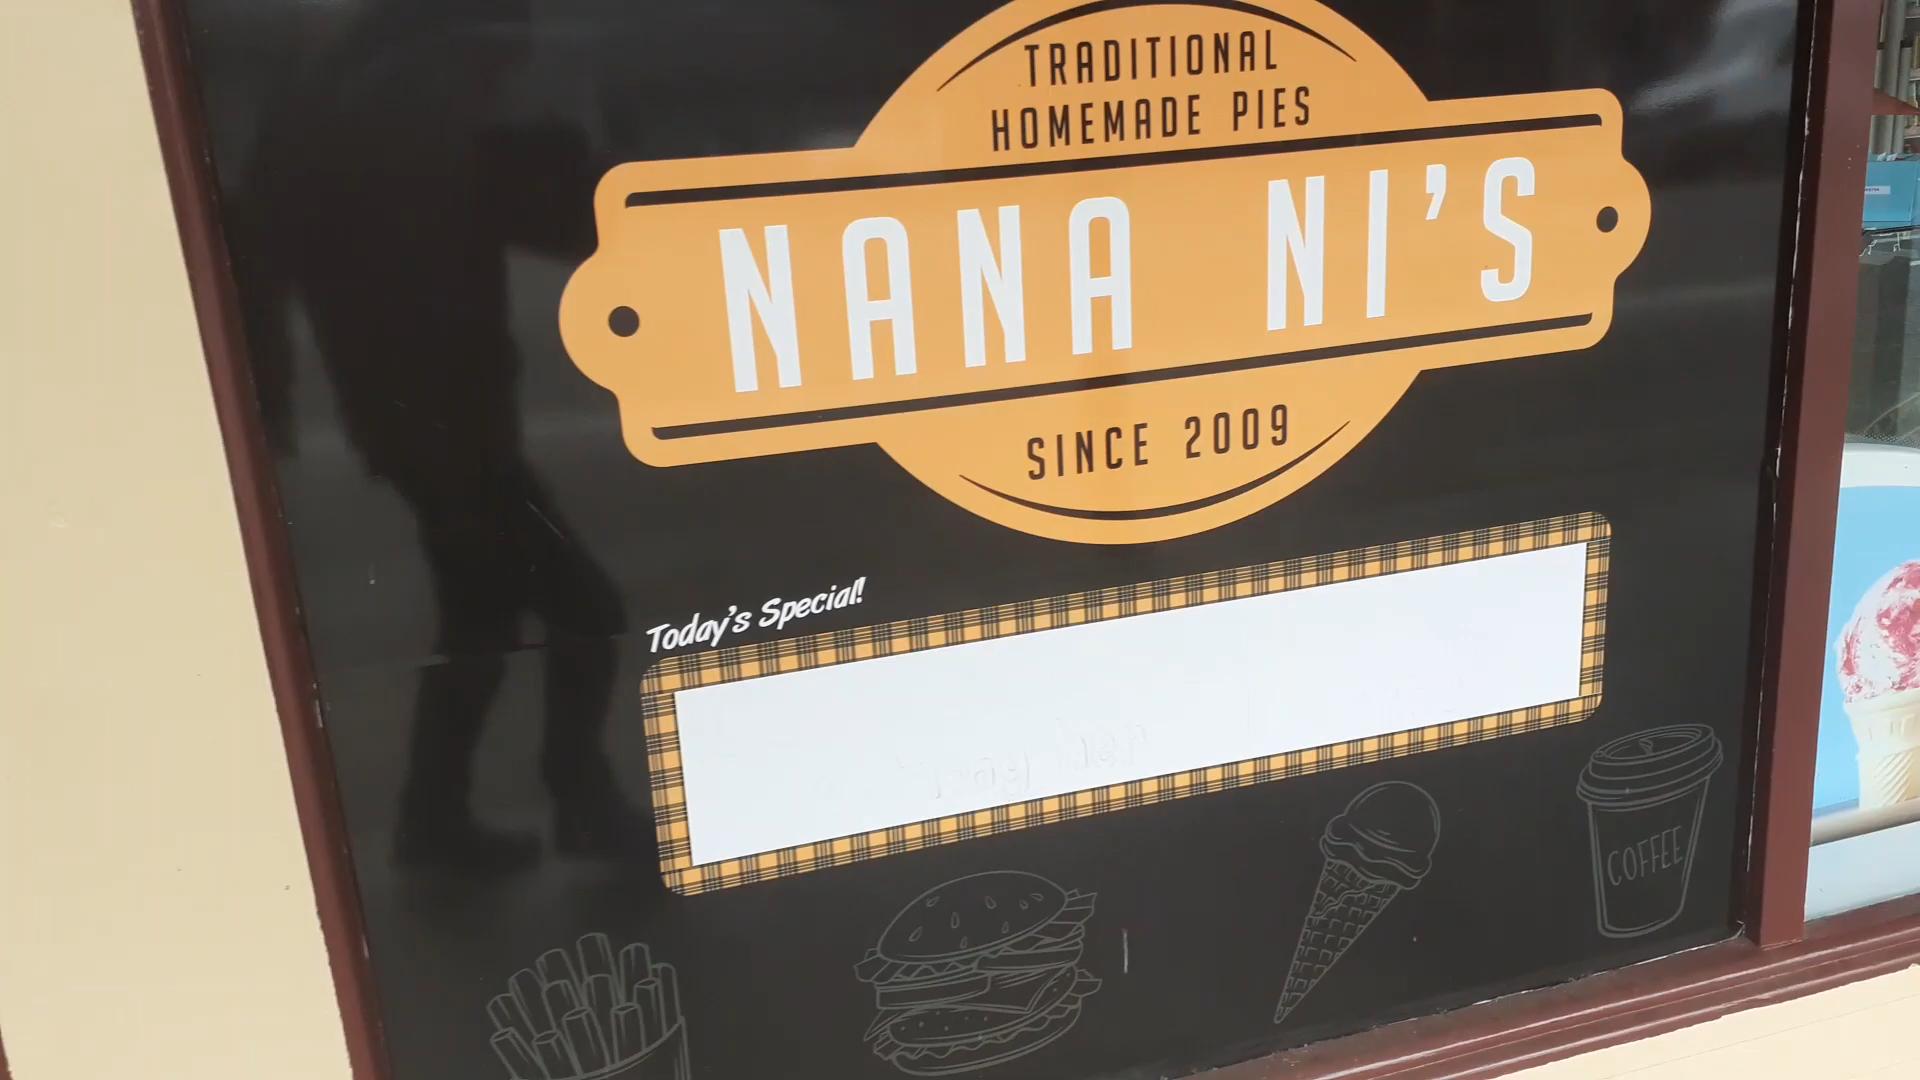 TRADITIONAL
HOMEMADE PIES
NANA NI'S
SINCE 2009
Today's Special!
COFFEE